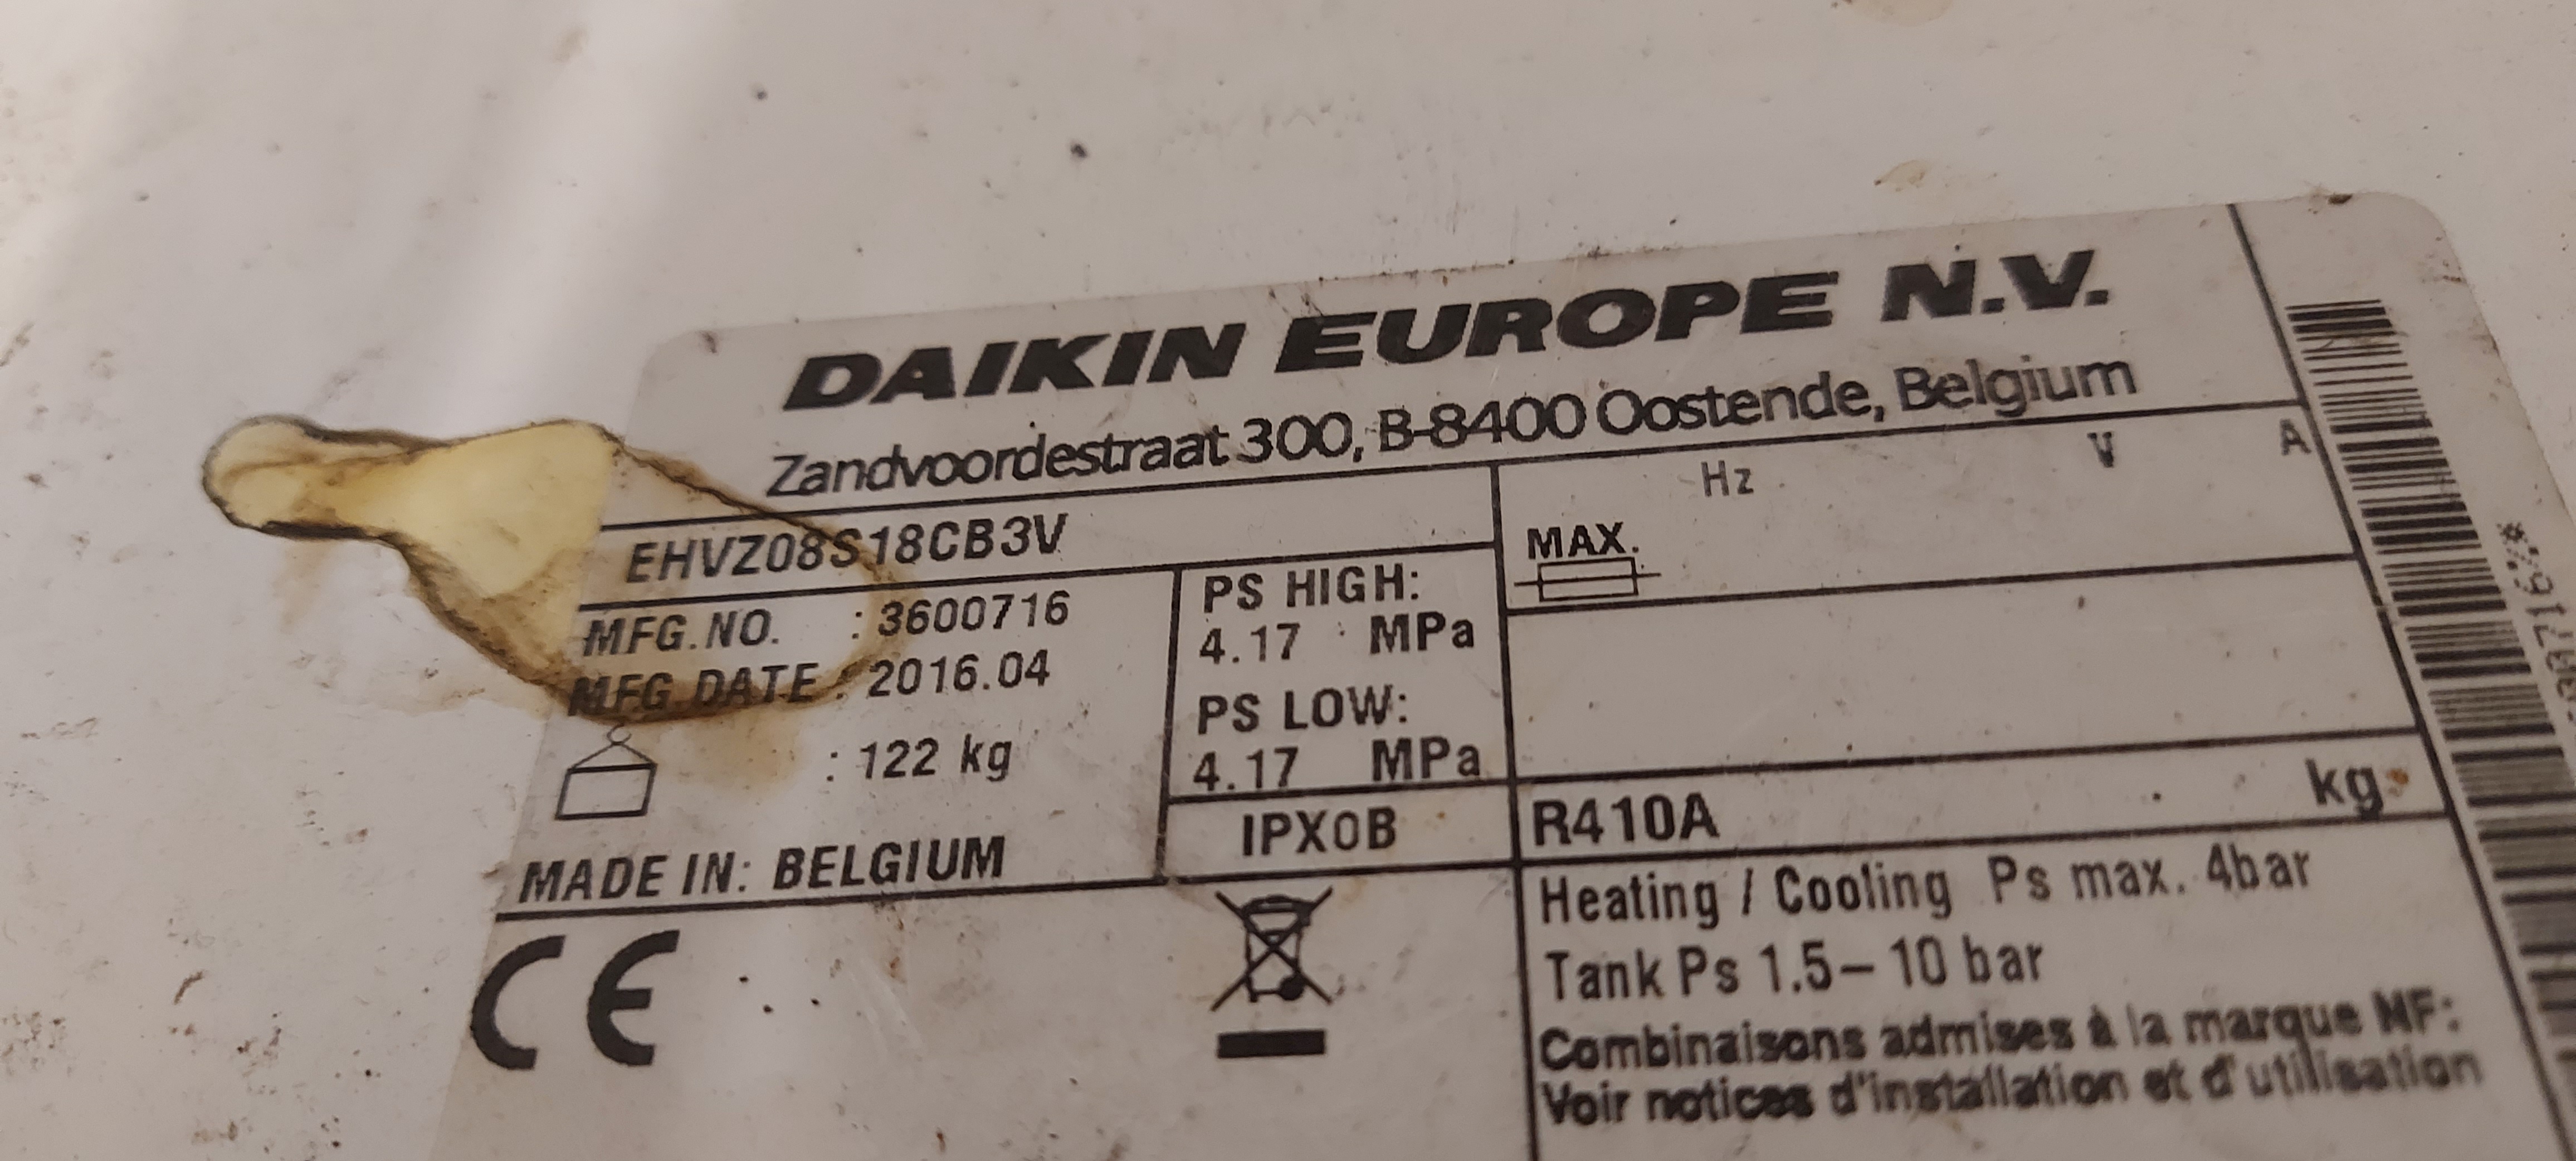 DAIKIN EUROPE N.V.
Zandvoordestraat 300, B-8400 Oostende, Belgium
EHVZ08S18CB3V
Hz V A
MAX.
MFG.NO. : 3600716
MFG DATE : 2016.04
: 122 kg
MADE IN: BELGIUM
PS HIGH:
4.17 MPa
PS LOW:
4.17 MPa
IPX0B
R410A kg
Heating / Cooling Ps max. 4bar
Tank Ps 1.5– 10 bar
Combinaisons admises à la marque MF:
Voir notices d'installation et d'utilisation
CE